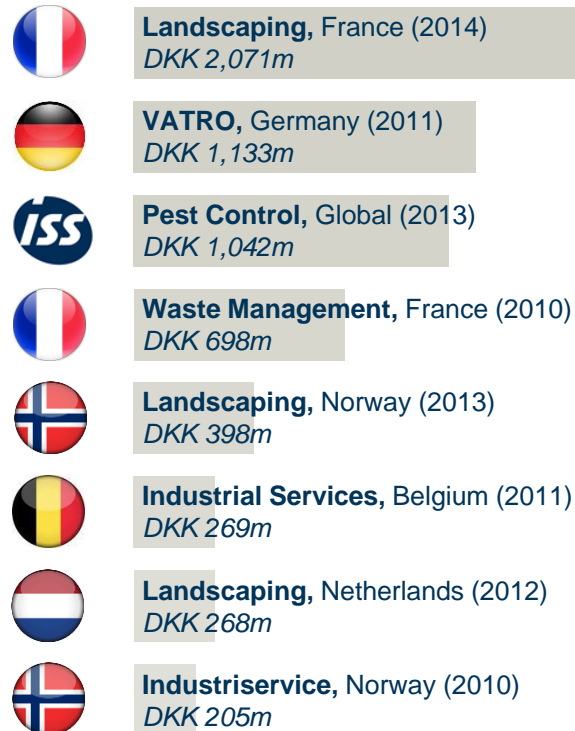 Landscaping, France (2014)
DKK 2,071m
VATRO, Germany (2011)
DKK 1,133m
ISS
Pest Control, Global (2013)
DKK 1,042m
Waste Management, France (2010)
DKK 698m
Landscaping, Norway (2013)
DKK 398m
Industrial Services, Belgium (2011)
DKK 269m
Landscaping, Netherlands (2012)
DKK 268m
Industriservice, Norway (2010)
DKK 205m